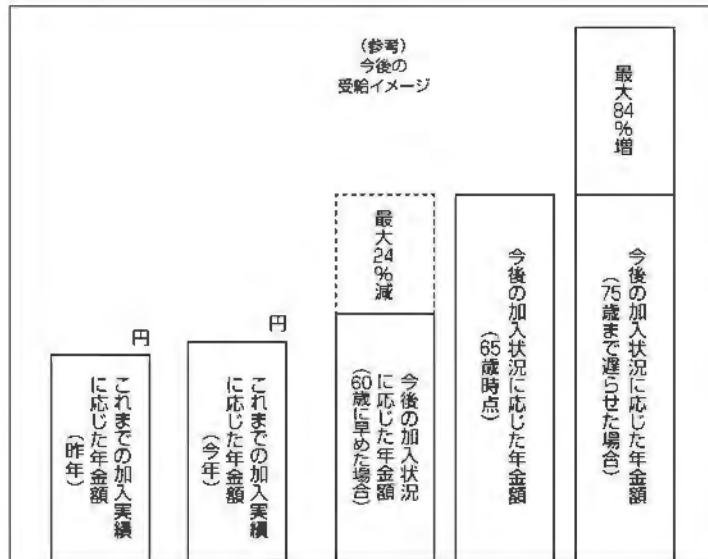 (参考)
今後の
受給イメージ
円
これまでの加入実績
に応じた年金額
(昨年)
円
これまでの加入実績
に応じた年金額
(今年)
最大24%減
今後の加入状況
に応じた年金額
(60歳に早めた場合)
今後の加入状況に応じた年金額
(65歳時点)
最大84%増
今後の加入状況に応じた年金額
(75歳まで遅らせた場合)